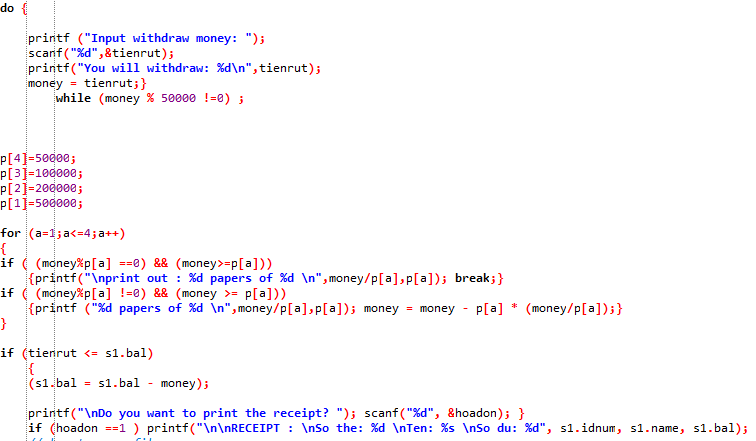 do {
printf ("Input withdraw money: ");
scanf("%d",&tienrut);
printf("You will withdraw: %d\n",tienrut);
money = tienrut;}
while (money % 50000 !=0) ;
p[4]=50000;
p[3]=100000;
p[2]=200000;
p[1]=500000;
for (a=1;a<=4;a++)
{
if ( (money%p[a] ==0) && (money>=p[a]))
{printf("\nprint out : %d papers of %d \n",money/p[a],p[a]); break;}
if ( (money%p[a] !=0) && (money >= p[a]))
{printf ("%d papers of %d \n",money/p[a],p[a]); money = money - p[a] * (money/p[a]);}
}
if (tienrut <= s1.bal)
{
(s1.bal = s1.bal - money);
printf("\nDo you want to print the receipt? "); scanf("%d", &hoadon); }
if (hoadon ==1 ) printf("\n\nRECEIPT : \nSo the: %d \nTen: %s \nSo du: %d", s1.idnum, s1.name, s1.bal);